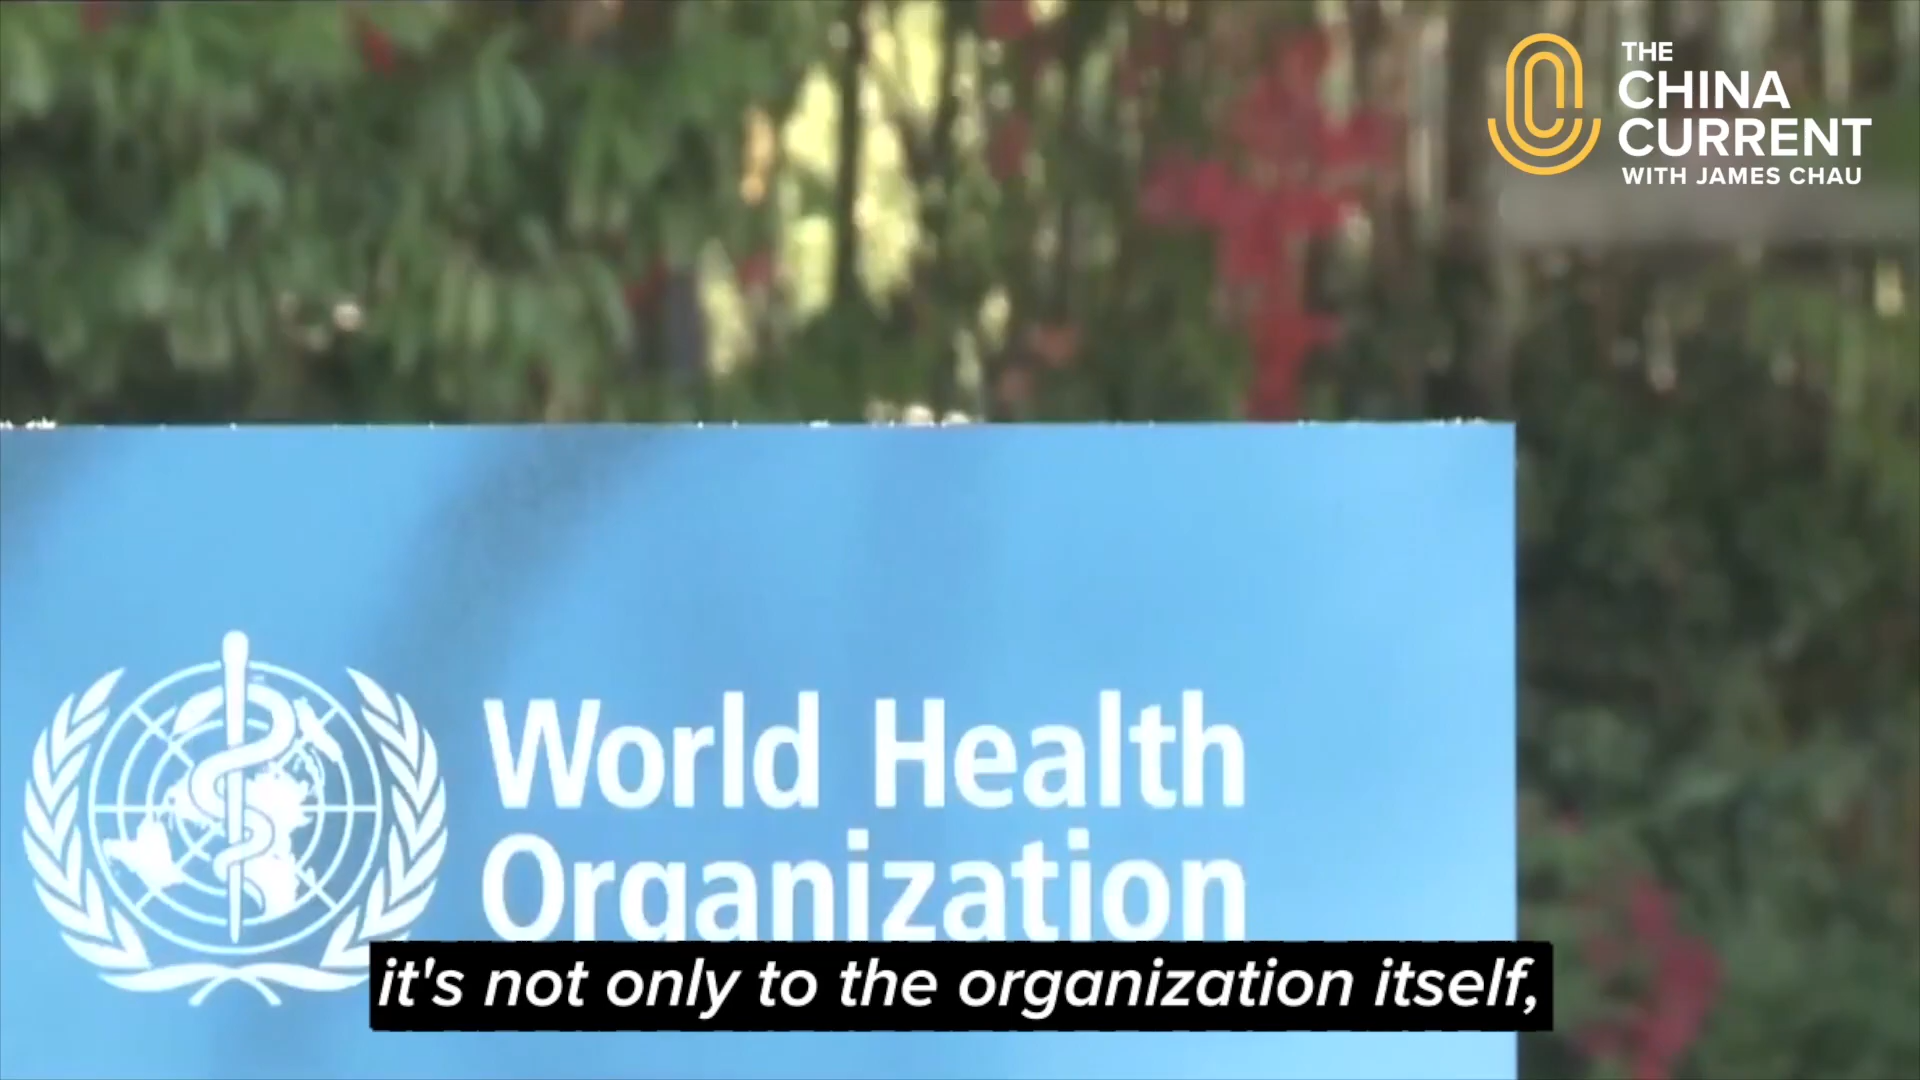 THE
CHINA
CURRENT
WITH JAMES CHAU
World Health
Organization
it's not only to the organization itself,